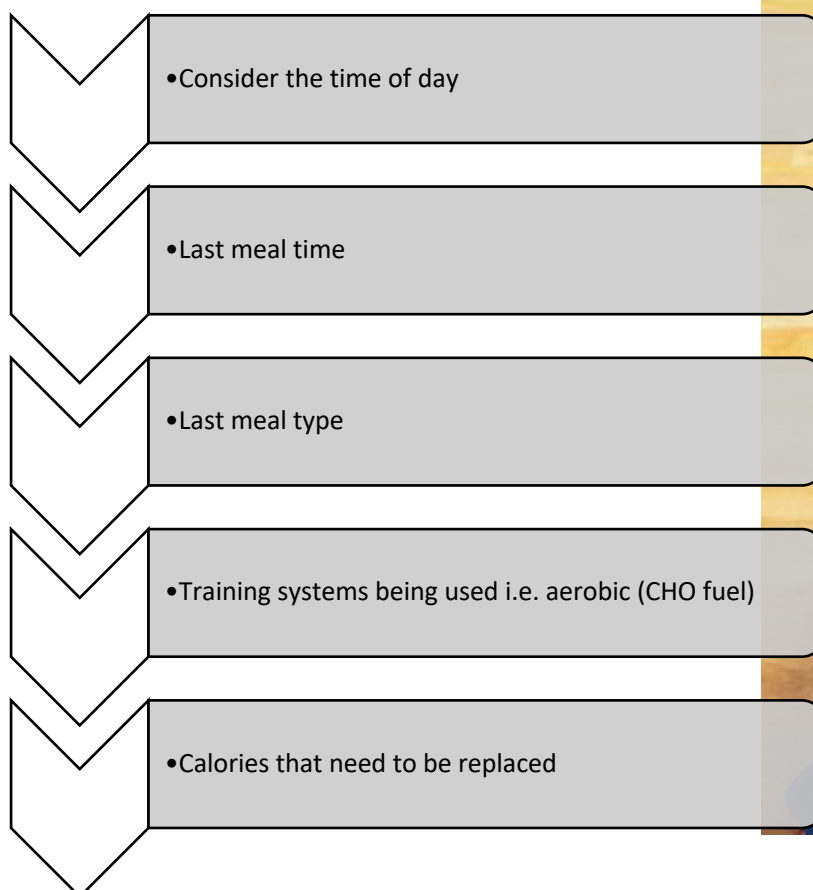 •Consider the time of day
•Last meal time
•Last meal type
•Training systems being used i.e. aerobic (CHO fuel)
•Calories that need to be replaced